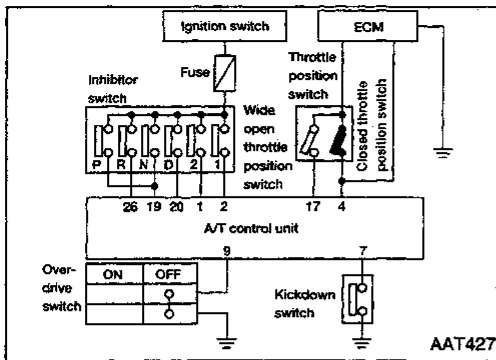 Ignition switch
ECM
Fuse
Throttle
position
switch
Inhibitor
switch
Wide
open
throttle
position
switch
Closed throttle
position switch
P R N D 2 1
26 19 20 1 2 17 4
A/T control unit
9 7
Over-
drive
switch
ON OFF
Kickdown
switch
AAT427